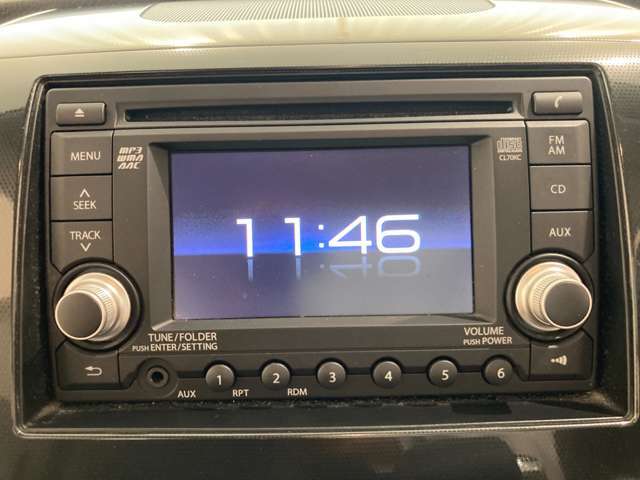 MENU
MP3
WMA
AAC
disc
CL70KC
FM
AM
SEEK
CD
TRACK
AUX
11:46
TUNE/FOLDER
PUSH ENTER/SETTING
VOLUME
PUSH POWER
AUX
1
2
3
4
5
6
RPT
RDM